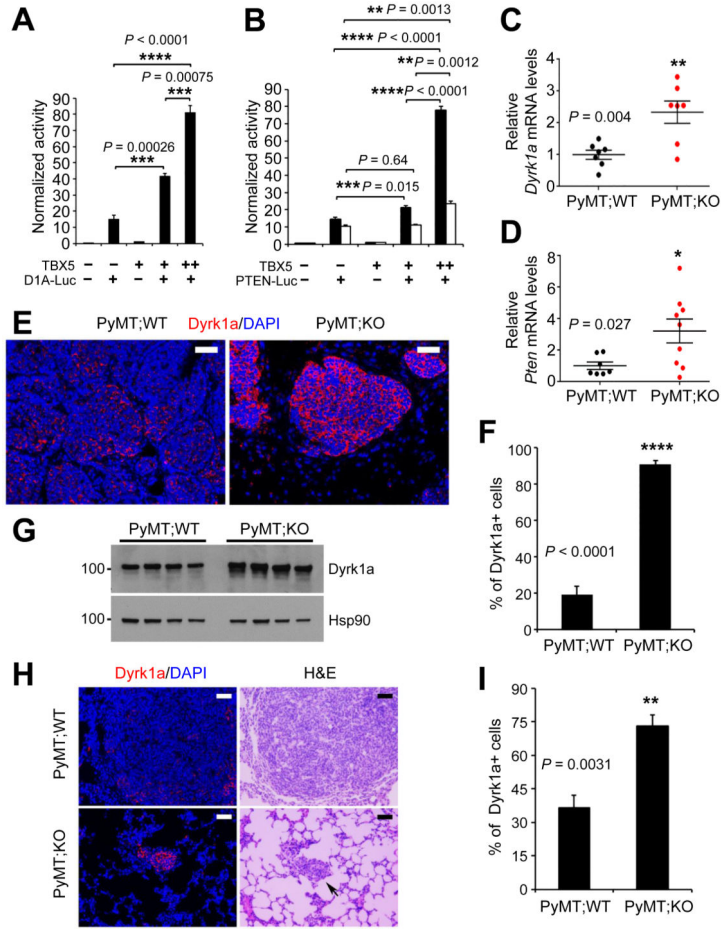 A
P < 0.0001
****
P = 0.00075
***
P = 0.00026
***
Normalized activity
90
80
70
60
50
40
30
20
10
0
TBX5 – – + + ++
D1A-Luc – + – + +
B
** P = 0.0013
**** P < 0.0001
** P = 0.0012
**** P < 0.0001
P = 0.64
*** P = 0.015
Normalized activity
90
80
70
60
50
40
30
20
10
0
TBX5 – – + + ++
PTEN-Luc – + – + +
C
Relative
Dyrk1a mRNA levels
4
3
2
1
0
**
P = 0.004
PyMT;WT PyMT;KO
D
Relative
Pten mRNA levels
8
6
4
2
0
*
P = 0.027
PyMT;WT PyMT;KO
E
PyMT;WT Dyrk1a/DAPI PyMT;KO
F
% of Dyrk1a+ cells
100
80
60
40
20
0
****
P < 0.0001
PyMT;WT PyMT;KO
G
PyMT;WT PyMT;KO
100 Dyrk1a
100 Hsp90
H
Dyrk1a/DAPI H&E
PyMT;WT
PyMT;KO
I
% of Dyrk1a+ cells
90
75
60
45
30
15
0
**
P = 0.0031
PyMT;WT PyMT;KO